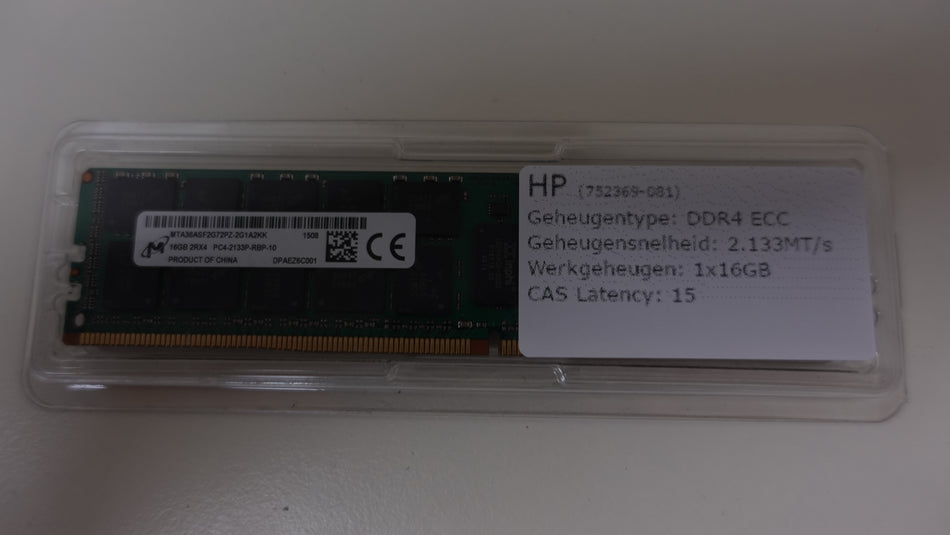 MTA36ASF2G72PZ-2G1A2KK 1508
16GB 2RX4 PC4-2133P-RBP-10
PRODUCT OF CHINA DPAEZ6C001
CE
HP (752369-081)
Geheugentype: DDR4 ECC
Geheugensnelheid: 2.133MT/s
Werkgeheugen: 1x16GB
CAS Latency: 15